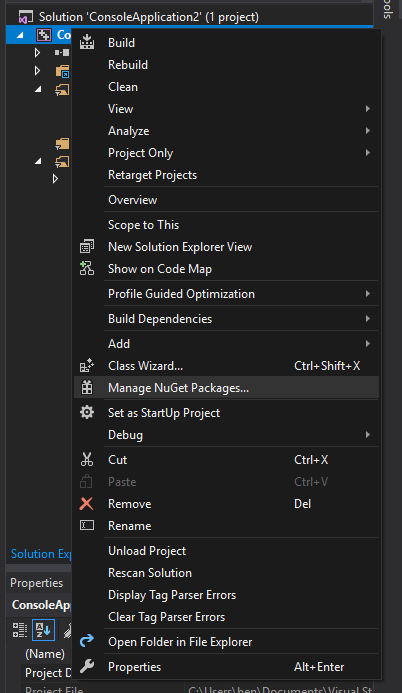 Solution 'ConsoleApplication2' (1 project)
Co
Build
Rebuild
Clean
View
Analyze
Project Only
Retarget Projects
Overview
Scope to This
New Solution Explorer View
Show on Code Map
Profile Guided Optimization
Build Dependencies
Add
Class Wizard... Ctrl+Shift+X
Manage NuGet Packages...
Set as StartUp Project
Debug
Cut Ctrl+X
Paste Ctrl+V
Remove Del
Rename
Unload Project
Rescan Solution
Display Tag Parser Errors
Clear Tag Parser Errors
Open Folder in File Explorer
Properties Alt+Enter
Solution Exp
Properties
ConsoleAp
(Name)
Project D
Project File C:\Users\ben\Documents\Visual St
ools